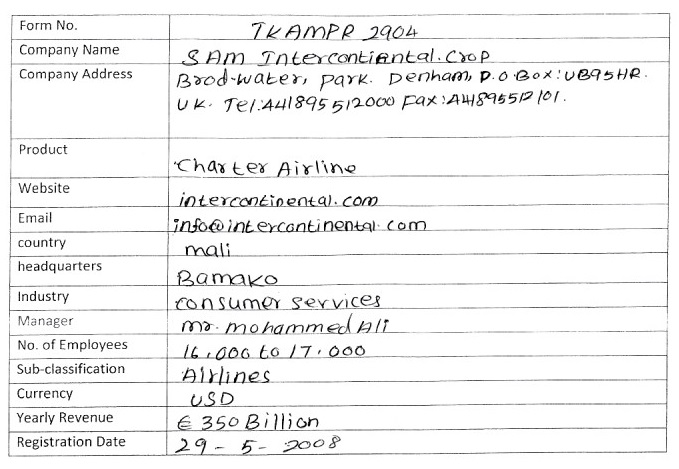 Form No. TKAMPR 2904
Company Name SAM Intercontiental.Crop
Company Address Brod-water, park. Denham, P.O.Box:UB95HR.
UK. Tel:441895512000 Fax:441895512101.
Product Charter Airline
Website intercontinental.com
Email info@intercontinental.com
country mali
headquarters Bamako
Industry consumer services
Manager mr. mohammed Ali
No. of Employees 16,000 to 17,000
Sub-classification Airlines
Currency USD
Yearly Revenue € 350 Billion
Registration Date 29-5-2008